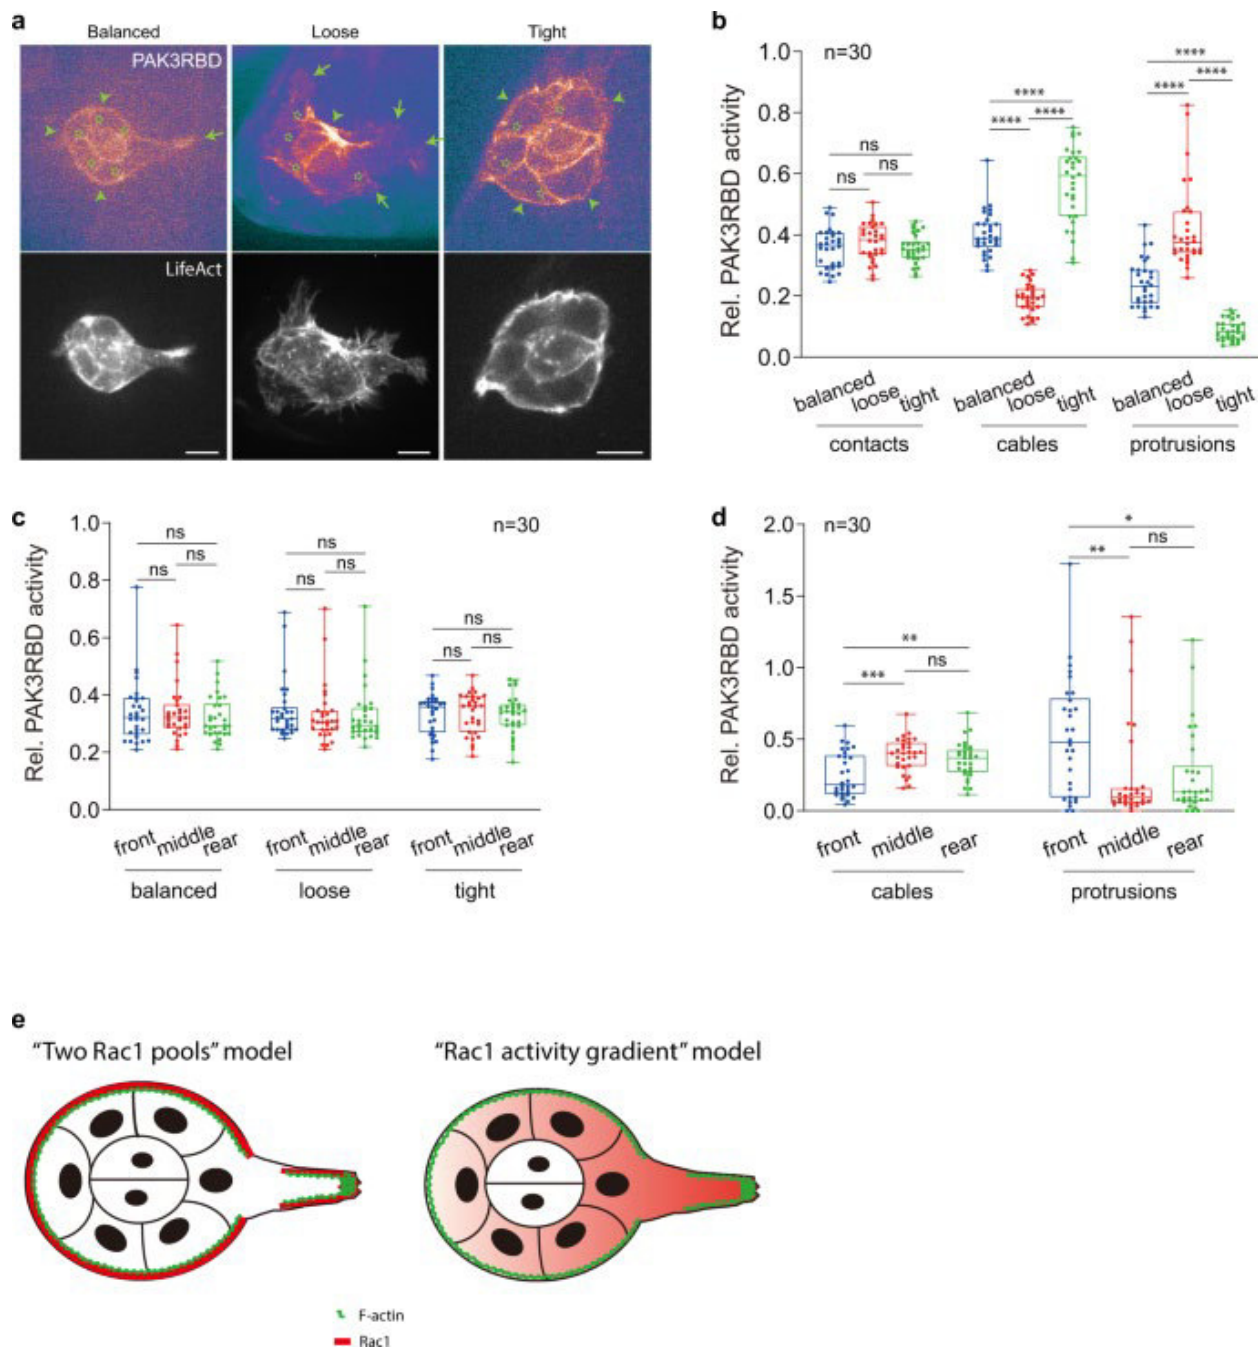 a
Balanced Loose Tight
PAK3RBD
LifeAct
b
n=30
Rel. PAK3RBD activity
1.0
0.8
0.6
0.4
0.2
0.0
ns
ns ns
****
**** ****
****
**** ****
balanced loose tight balanced loose tight balanced loose tight
contacts cables protrusions
c
n=30
Rel. PAK3RBD activity
1.0
0.8
0.6
0.4
0.2
0.0
ns
ns ns
ns
ns ns
ns
ns ns
front middle rear front middle rear front middle rear
balanced loose tight
d
n=30
Rel. PAK3RBD activity
2.0
1.5
1.0
0.5
0.0
**
*** ns
*
** ns
front middle rear front middle rear
cables protrusions
e
“Two Rac1 pools” model “Rac1 activity gradient” model
F-actin
Rac1